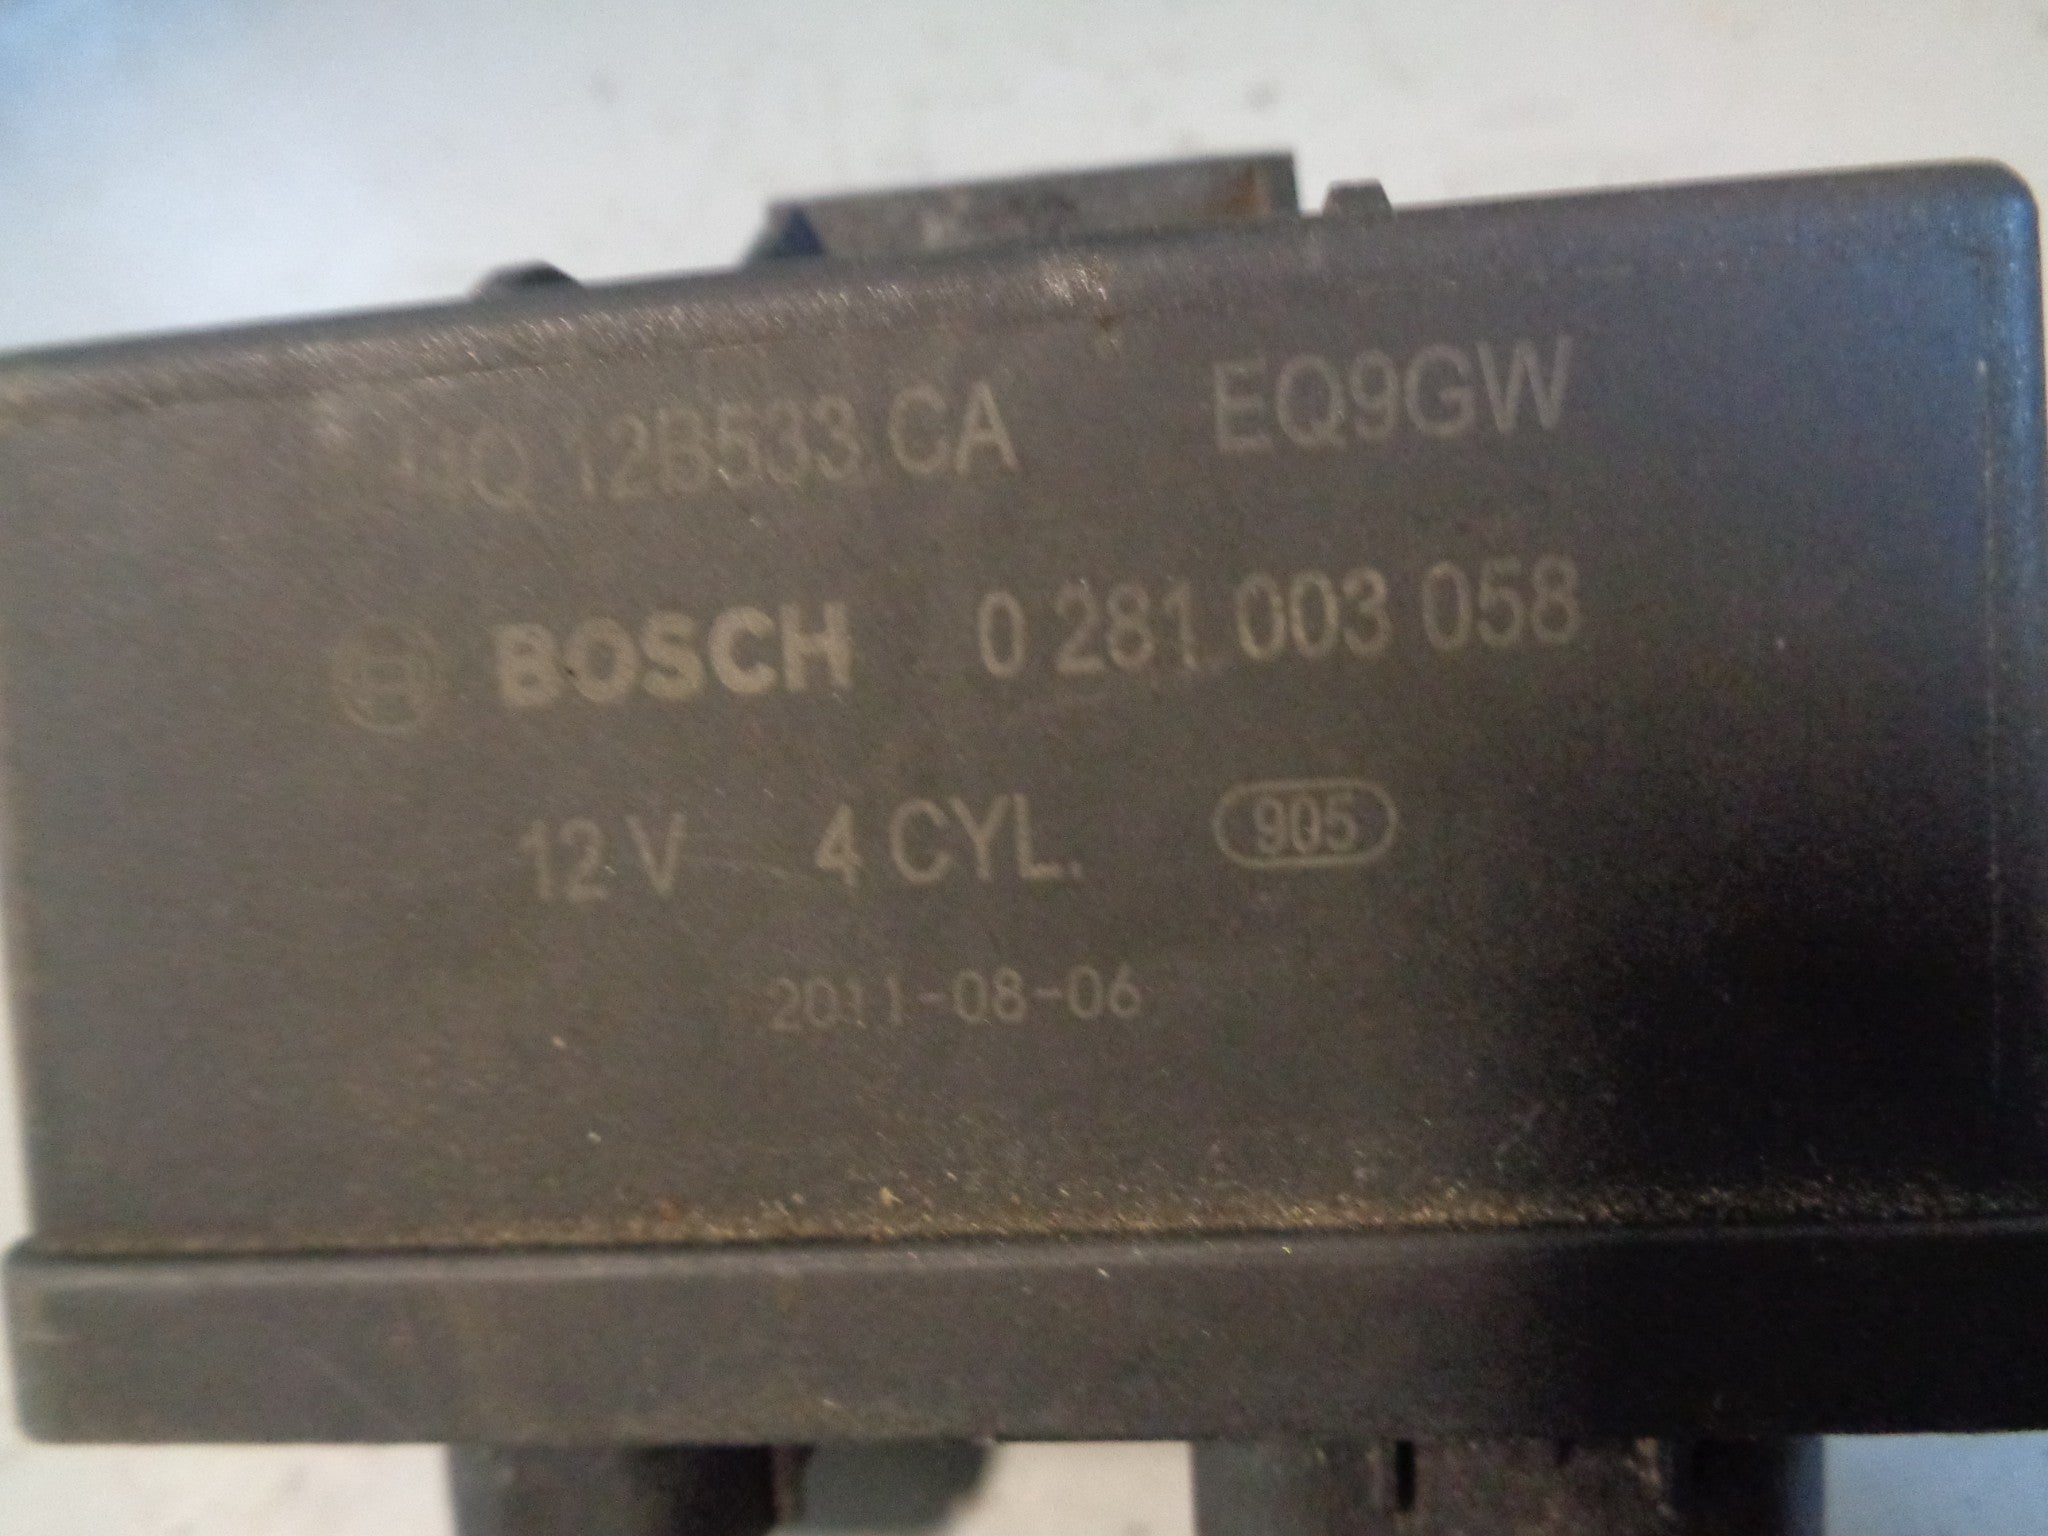 12B533 CA EQ9GW
BOSCH 0 281 003 058
12 V 4 CYL. 905
2011-08-06